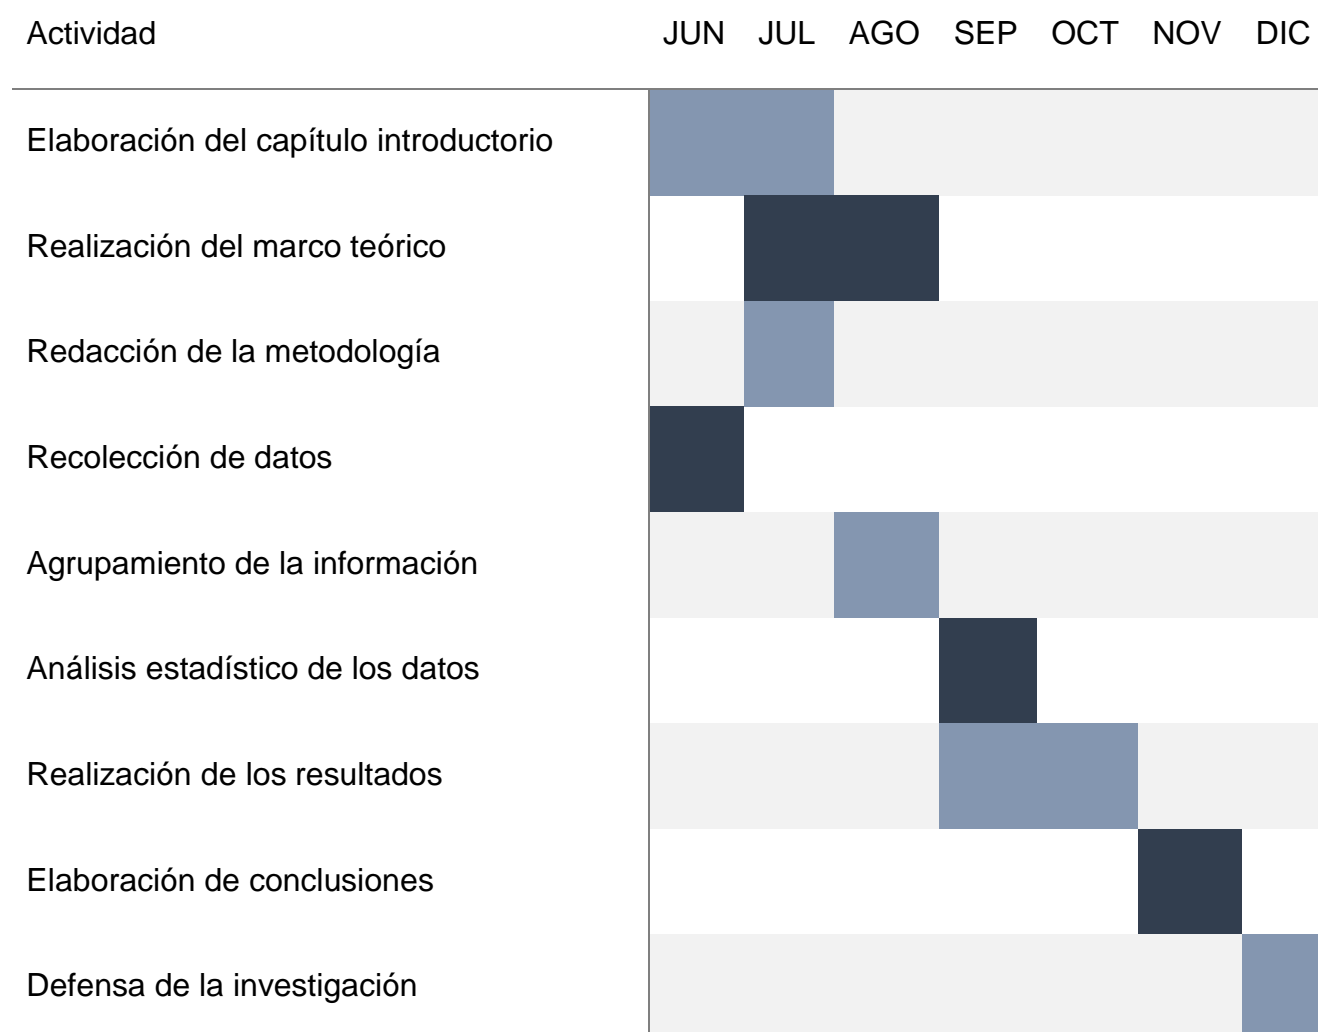 Actividad JUN JUL AGO SEP OCT NOV DIC
Elaboración del capítulo introductorio
Realización del marco teórico
Redacción de la metodología
Recolección de datos
Agrupamiento de la información
Análisis estadístico de los datos
Realización de los resultados
Elaboración de conclusiones
Defensa de la investigación